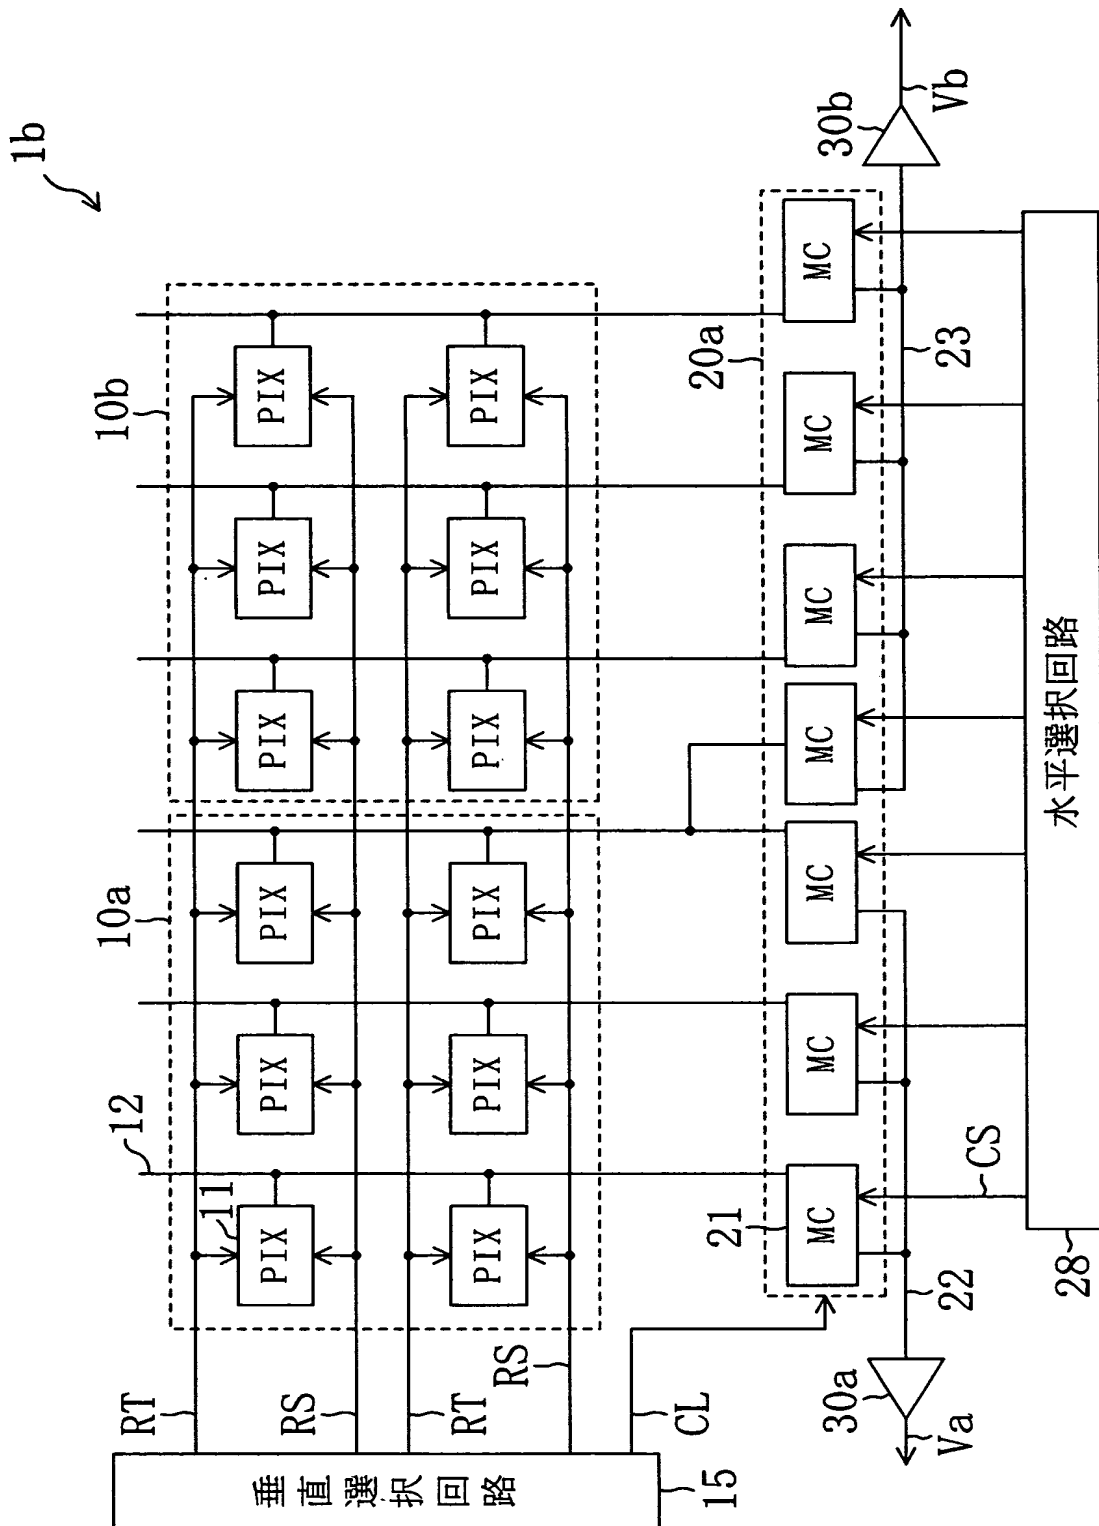 1b
10a
10b
12
RT
RS
RT
RS
CL
垂直選択回路
15
11
PIX PIX PIX PIX PIX PIX
PIX PIX PIX PIX PIX PIX
20a
21
MC MC MC MC MC MC MC
30a
Va
22
CS
23
30b
Vb
28
水平選択回路